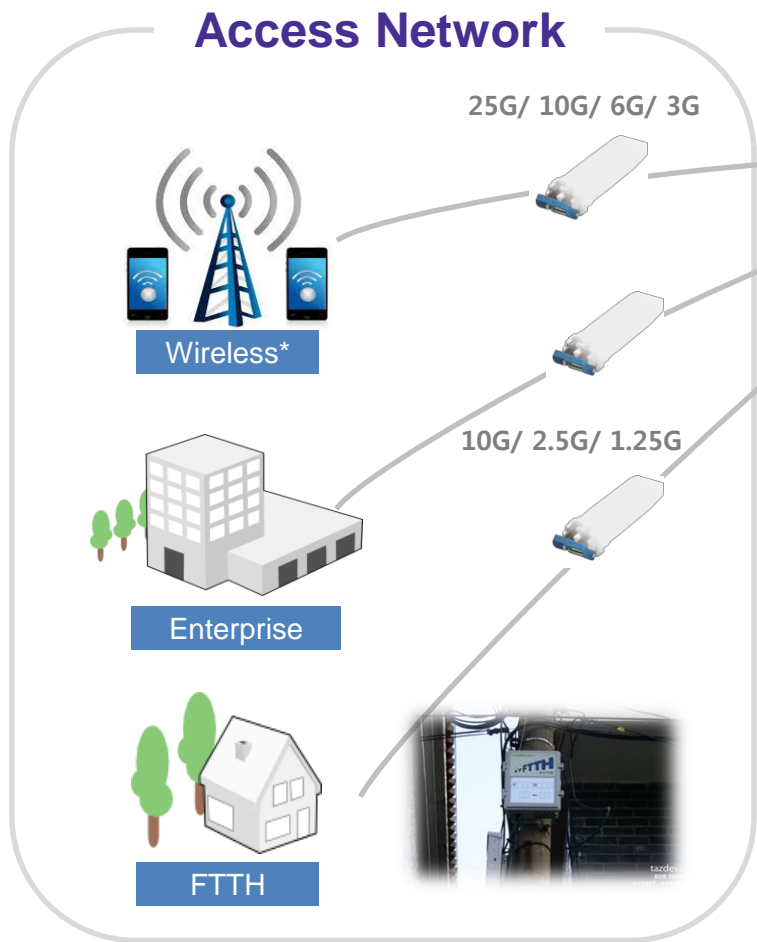 Access Network
25G/ 10G/ 6G/ 3G
Wireless*
10G/ 2.5G/ 1.25G
Enterprise
FTTH
FTTH